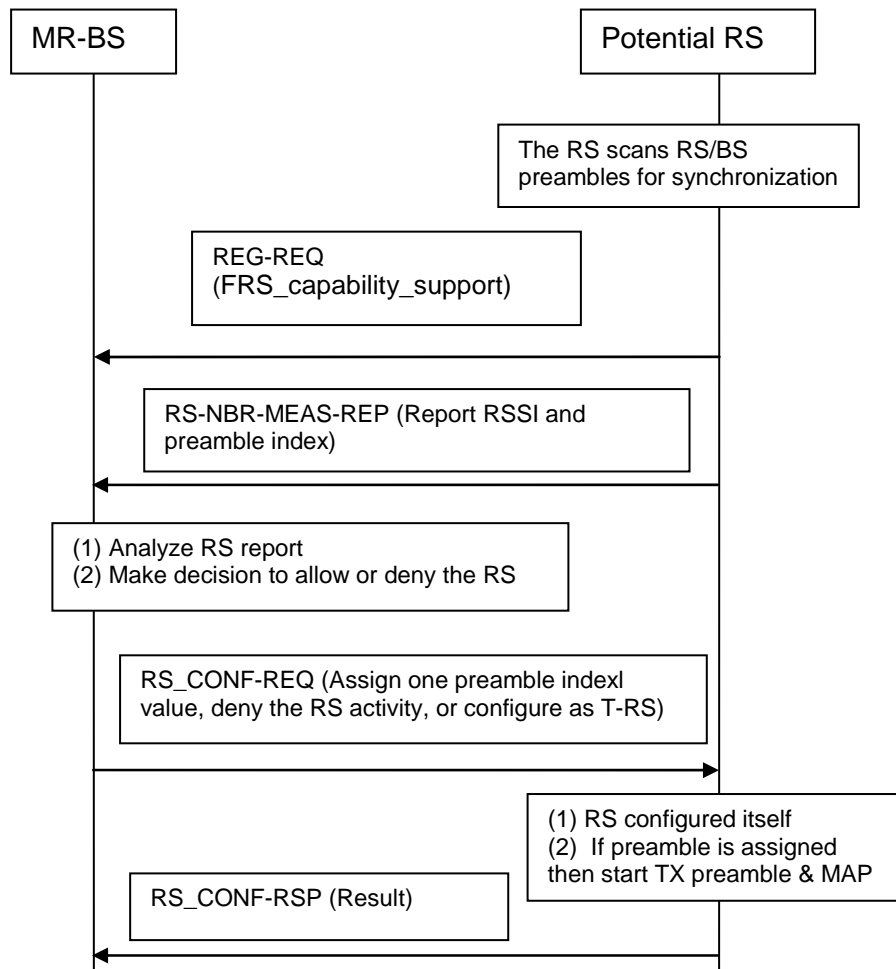 MR-BS
Potential RS
The RS scans RS/BS
preambles for synchronization
REG-REQ
(FRS_capability_support)
RS-NBR-MEAS-REP (Report RSSI and
preamble index)
(1) Analyze RS report
(2) Make decision to allow or deny the RS
RS_CONF-REQ (Assign one preamble indexl
value, deny the RS activity, or configure as T-RS)
(1) RS configured itself
(2) If preamble is assigned
then start TX preamble & MAP
RS_CONF-RSP (Result)